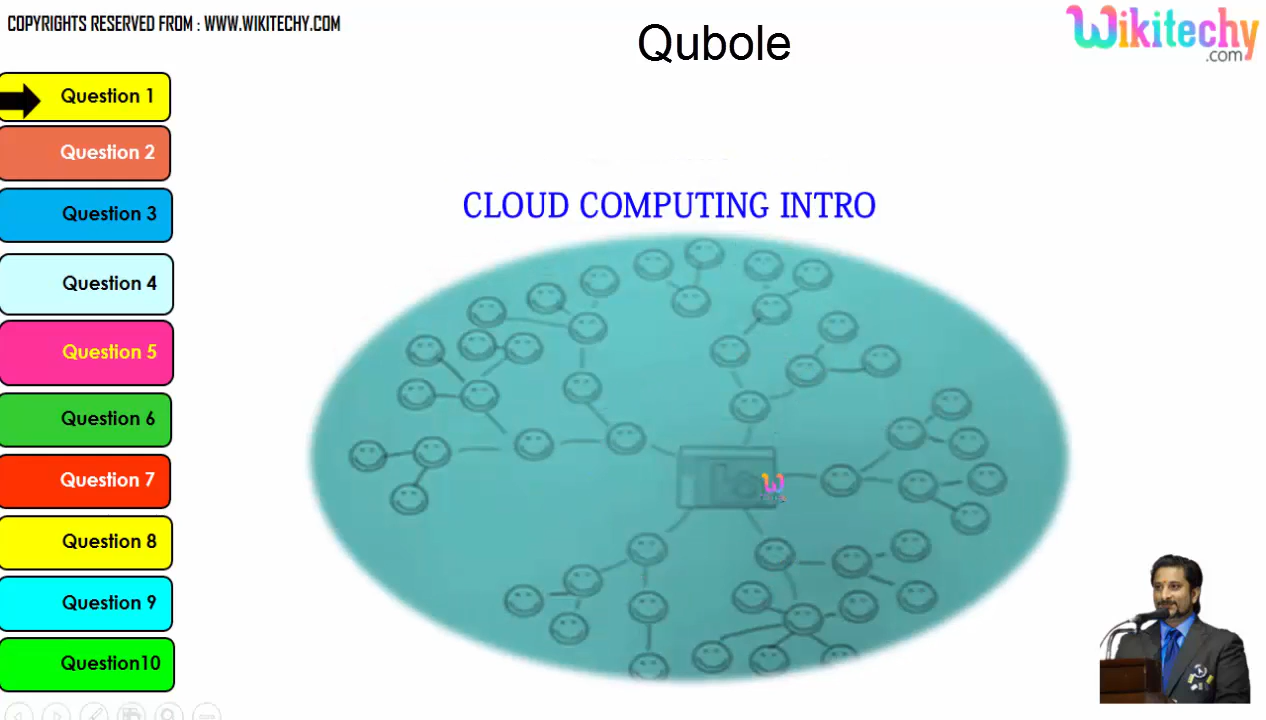 COPYRIGHTS RESERVED FROM : WWW.WIKITECHY.COM
Qubole
Wikitechy
.com
Question 1
Question 2
Question 3
Question 4
Question 5
Question 6
Question 7
Question 8
Question 9
Question10
CLOUD COMPUTING INTRO